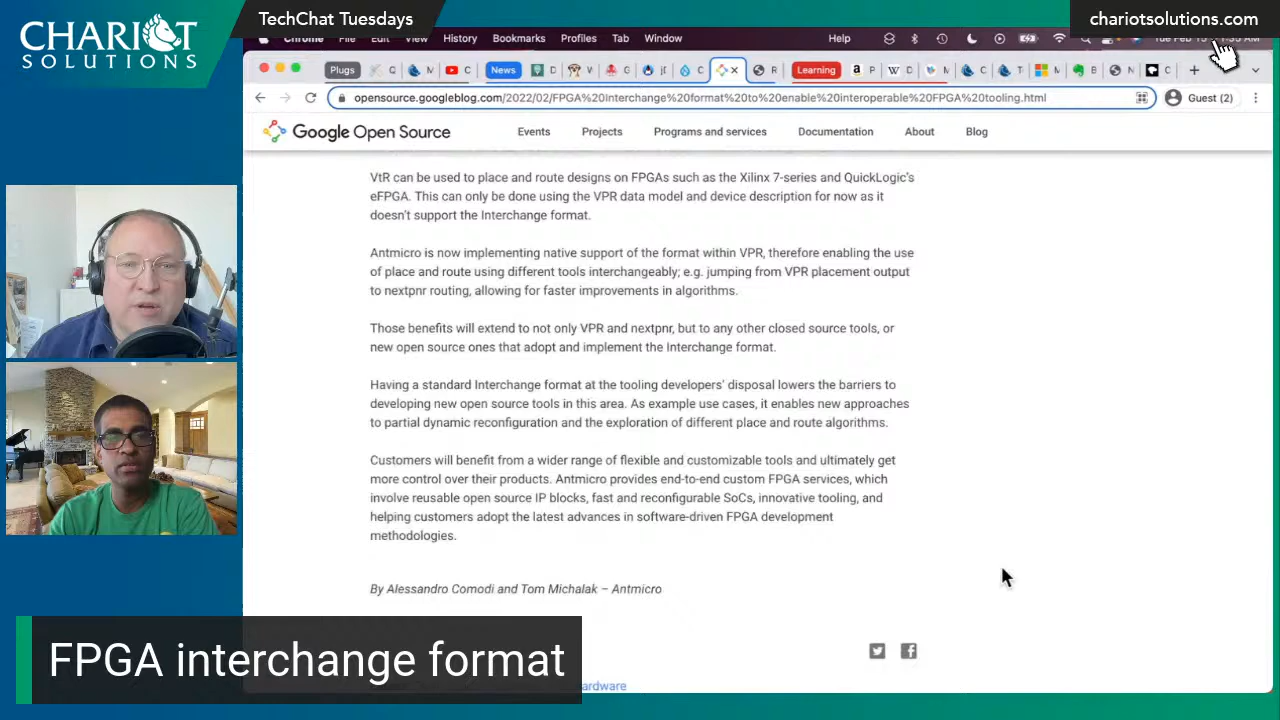 CHARIOT
SOLUTIONS
TechChat Tuesdays
chariotsolutions.com
Chrome File Edit View History Bookmarks Profiles Tab Window Help
Plugs News Learning
opensource.googleblog.com/2022/02/FPGA%20Interchange%20format%20to%20enable%20interoperable%20FPGA%20tooling.html
Guest (2)
Google Open Source Events Projects Programs and services Documentation About Blog
VtR can be used to place and route designs on FPGAs such as the Xilinx 7-series and QuickLogic's
eFPGA. This can only be done using the VPR data model and device description for now as it
doesn't support the Interchange format.
Antmicro is now implementing native support of the format within VPR, therefore enabling the use
of place and route using different tools interchangeably; e.g. jumping from VPR placement output
to nextpnr routing, allowing for faster improvements in algorithms.
Those benefits will extend to not only VPR and nextpnr, but to any other closed source tools, or
new open source ones that adopt and implement the Interchange format.
Having a standard Interchange format at the tooling developers' disposal lowers the barriers to
developing new open source tools in this area. As example use cases, it enables new approaches
to partial dynamic reconfiguration and the exploration of different place and route algorithms.
Customers will benefit from a wider range of flexible and customizable tools and ultimately get
more control over their products. Antmicro provides end-to-end custom FPGA services, which
involve reusable open source IP blocks, fast and reconfigurable SoCs, innovative tooling, and
helping customers adopt the latest advances in software-driven FPGA development
methodologies.
By Alessandro Comodi and Tom Michalak – Antmicro
FPGA interchange format
ardware